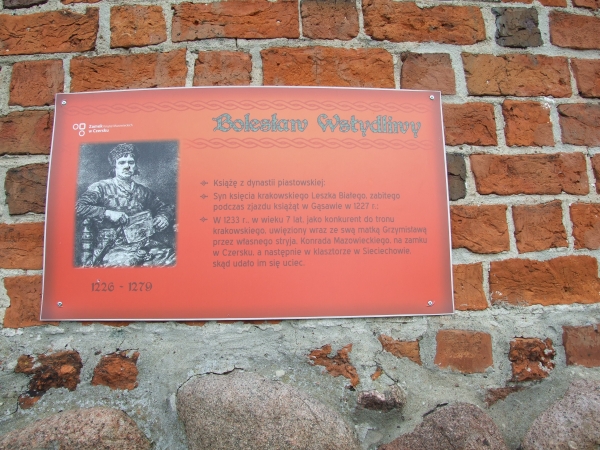 Zamek
w Czersku
Bolesław Wstydliwy
Książę z dynastii piastowskiej;
Syn księcia krakowskiego Leszka Białego, zabitego
podczas zjazdu książąt w Gąsawie w 1227 r.;
W 1233 r., w wieku 7 lat, jako konkurent do tronu
krakowskiego, uwięziony wraz ze swą matką Grzymisławą
przez własnego stryja, Konrada Mazowieckiego, na zamku
w Czersku, a następnie w klasztorze w Sieciechowie,
skąd udało im się uciec.
1226 - 1279